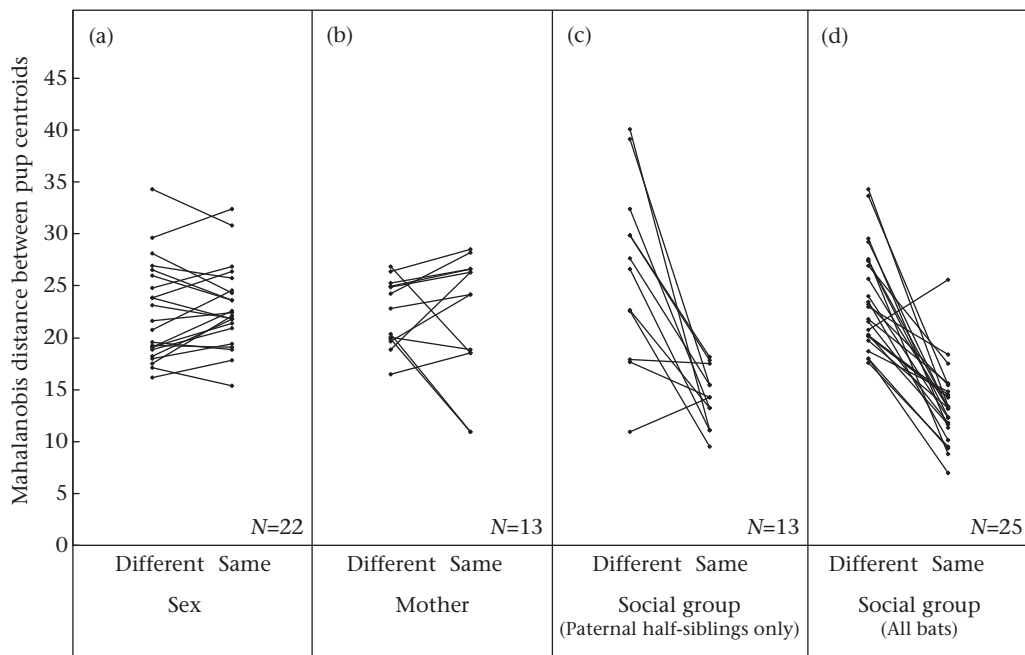 Mahalanobis distance between pup centroids
45
40
35
30
25
20
15
10
5
0
(a)
N=22
Different Same
Sex
(b)
N=13
Different Same
Mother
(c)
N=13
Different Same
Social group
(Paternal half-siblings only)
(d)
N=25
Different Same
Social group
(All bats)